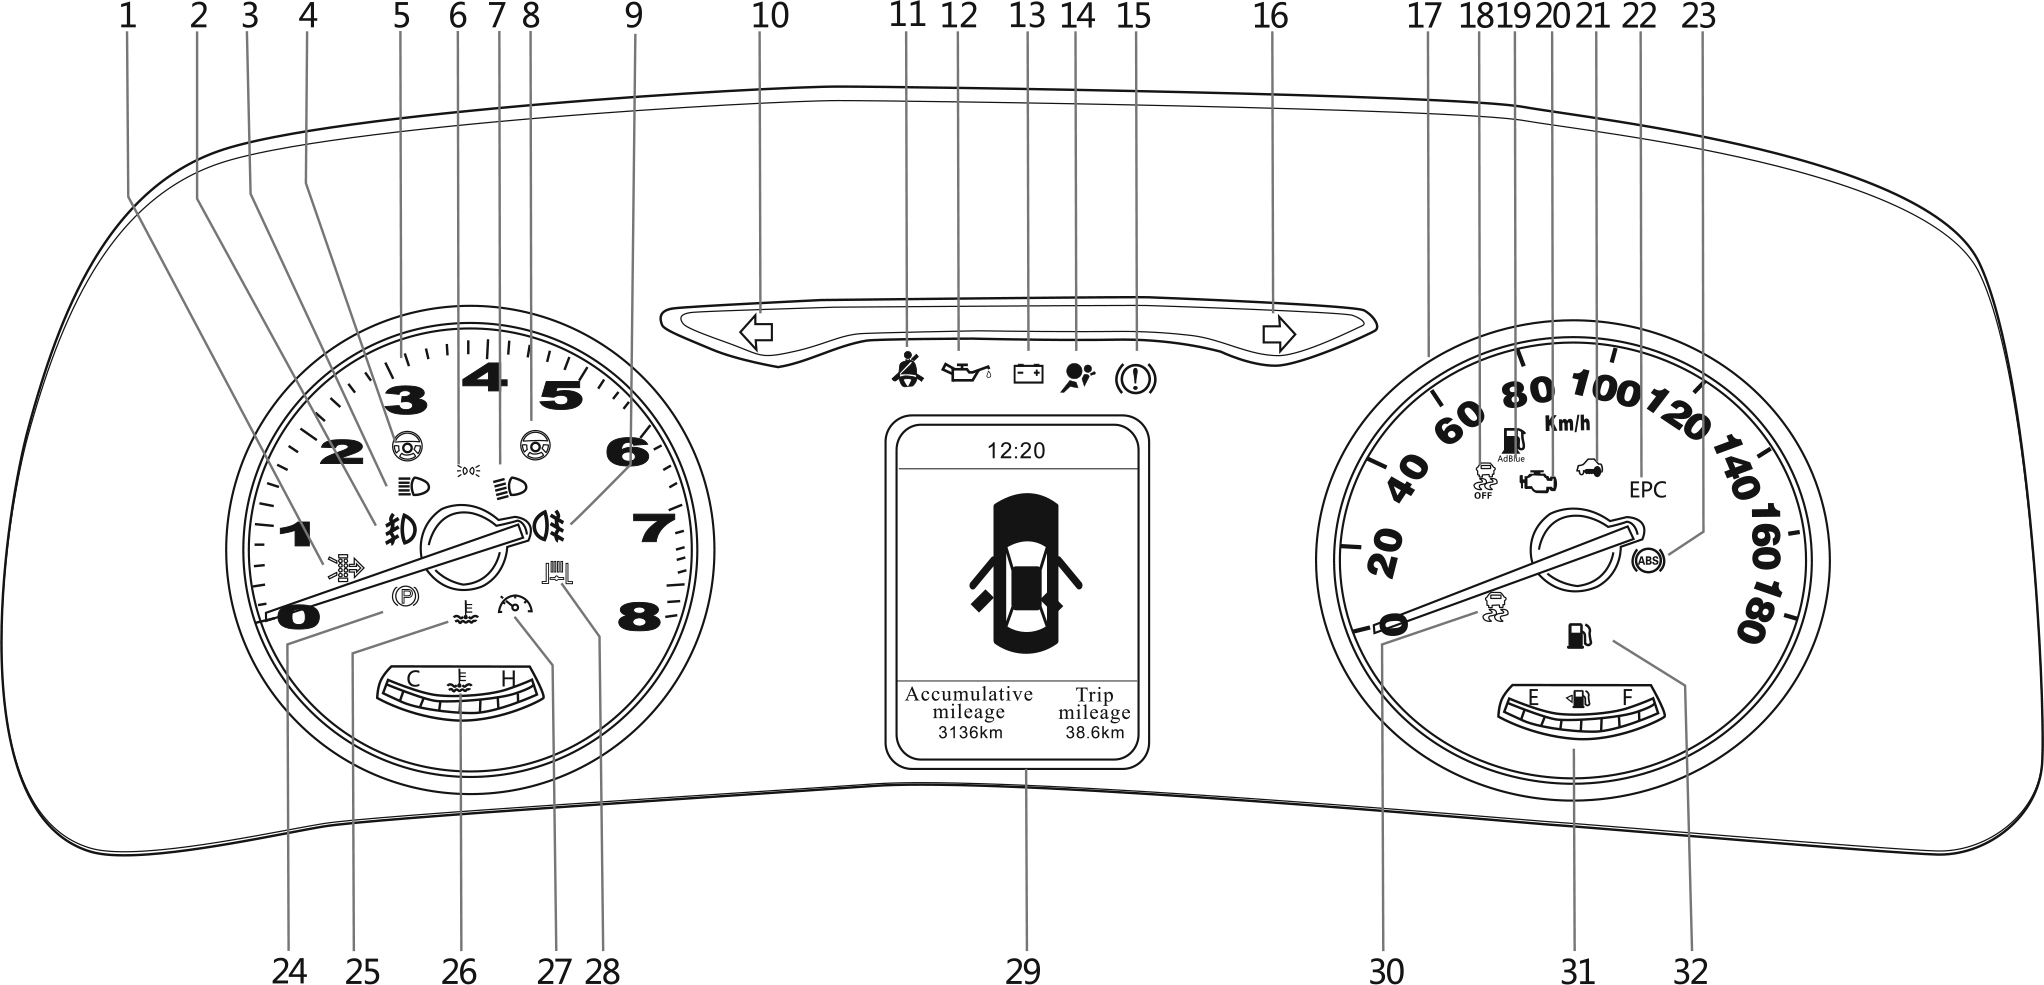 1 2 3 4 5 6 7 8 9 10 11 12 13 14 15 16 17 18 19 20 21 22 23
0 1 2 3 4 5 6 7 8
P
C H
12:20
Accumulative mileage
3136km
Trip mileage
38.6km
0 20 40 60 80 100 120 140 160 180
Km/h
AdBlue
OFF
EPC
ABS
E F
24 25 26 27 28 29 30 31 32